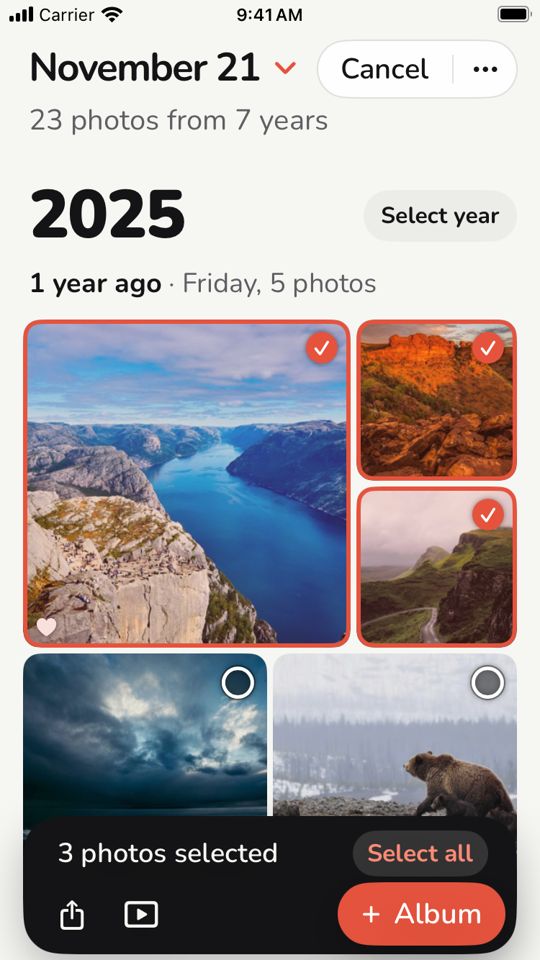 Carrier 9:41 AM
November 21 Cancel
23 photos from 7 years
2025 Select year
1 year ago · Friday, 5 photos
3 photos selected Select all
+ Album